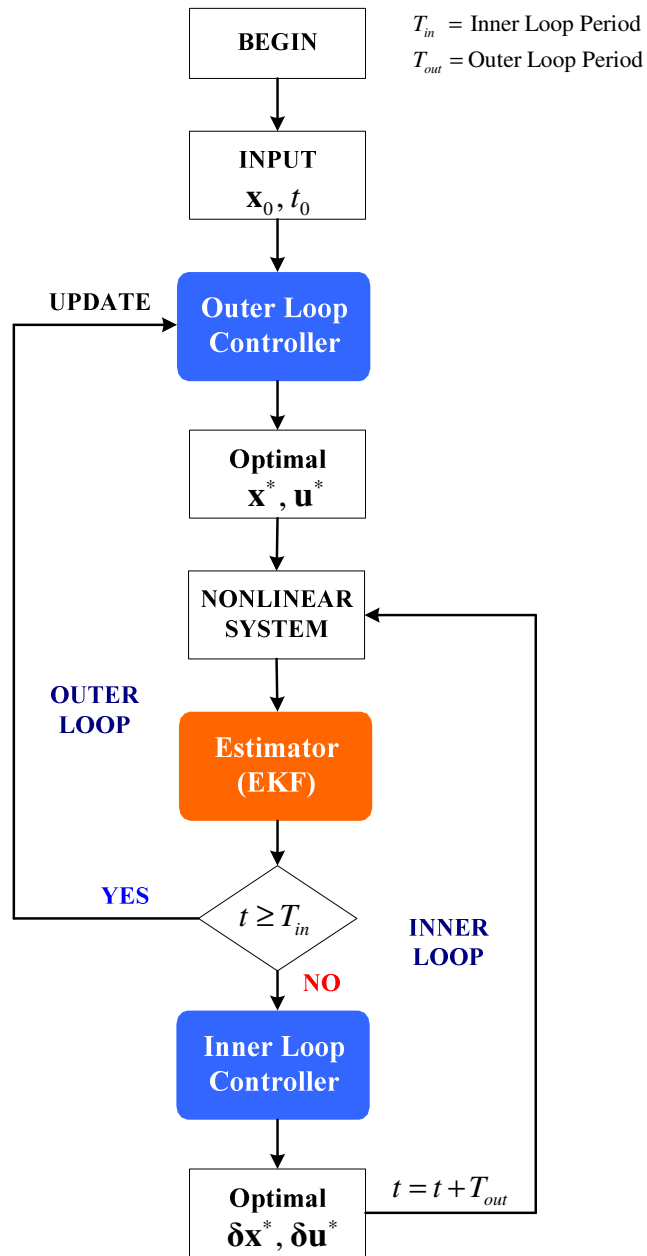 BEGIN
T_in = Inner Loop Period
T_out = Outer Loop Period
INPUT
x_0, t_0
UPDATE
Outer Loop
Controller
Optimal
x^*, u^*
NONLINEAR
SYSTEM
OUTER
LOOP
Estimator
(EKF)
YES
t ≥ T_in
INNER
LOOP
NO
Inner Loop
Controller
t = t + T_out
Optimal
δx^*, δu^*